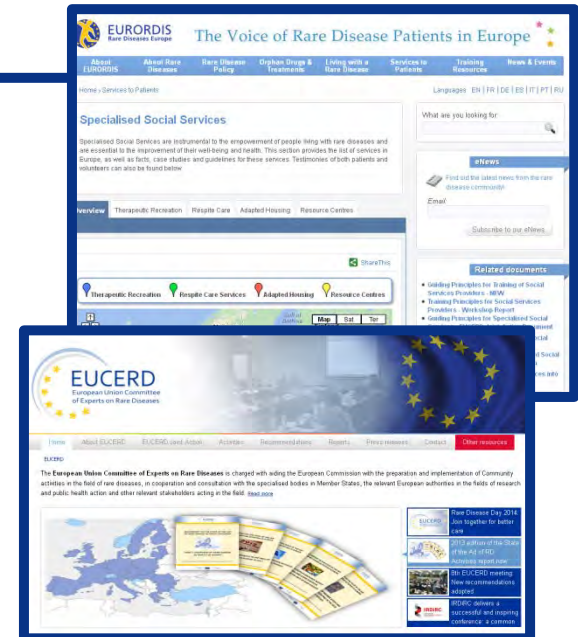 EURORDIS
Rare Diseases Europe
The Voice of Rare Disease Patients in Europe
About EURORDIS
About Rare Diseases
Rare Disease Policy
Orphan Drugs & Treatments
Living with a Rare Disease
Services to Patients
Training Resources
News & Events
Home > Services to Patients
Languages EN | FR | DE | ES | IT | PT | RU
Specialised Social Services
What are you looking for
Specialised Social Services are instrumental to the empowerment of people living with rare diseases and
are essential to the improvement of their well-being and health. This section provides the list of services in
Europe, as well as facts, case studies and guidelines for these services. Testimonies of both patients and
volunteers can also be found below
eNews
Find out the latest news from the rare
disease community!
Email
Subscribe to our eNews
Overview Therapeutic Recreation Respite Care Adapted Housing Resource Centres
ShareThis
Related documents
Guiding Principles for Training of Social
Services Providers - NEW
Training Principles for Social Services
Providers - Workshop
Report
Guiding Principles for Specialised Social
Therapeutic Recreation Respite Care Services Adapted Housing Resource Centres
Map Sat Ter
EUCERD
European Union Committee
of Experts on Rare Diseases
Home About EUCERD EUCERD Joint Action Activities Recommendations Reports Press releases Contact Other resources
EUCERD
The European Union Committee of Experts on Rare Diseases is charged with aiding the European Commission with the preparation and implementation of Community
activities in the field of rare diseases, in cooperation and consultation with the specialised bodies in Member States, the relevant European authorities in the fields of research
and public health action and other relevant stakeholders acting in the field. Read more
EUCERD
Rare Disease Day 2014:
Join together for better
care
2013 edition of the State
of the Art of RD
Activities report now
8th EUCERD meeting:
New recommendations
adopted
IRDiRC
IRDiRC delivers a
successful and inspiring
conference: a common